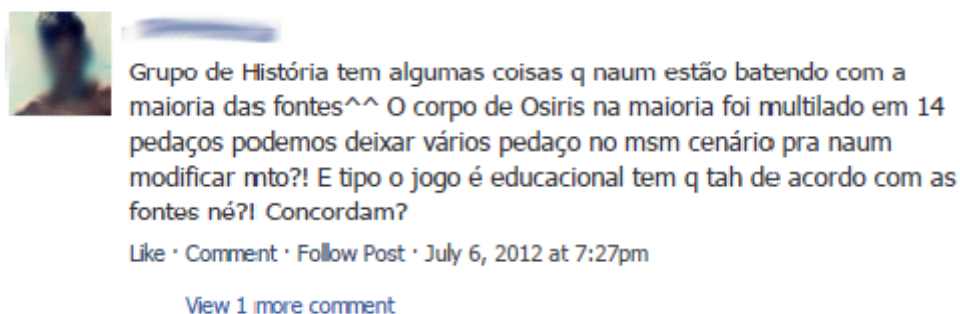 Grupo de História tem algumas coisas q naum estão batendo com a
maioria das fontes^^ O corpo de Osiris na maioria foi multilado em 14
pedaços podemos deixar vários pedaço no msm cenário pra naum
modificar mto?! E tipo o jogo é educacional tem q tah de acordo com as
fontes né?! Concordam?
Like · Comment · Follow Post · July 6, 2012 at 7:27pm
View 1 more comment